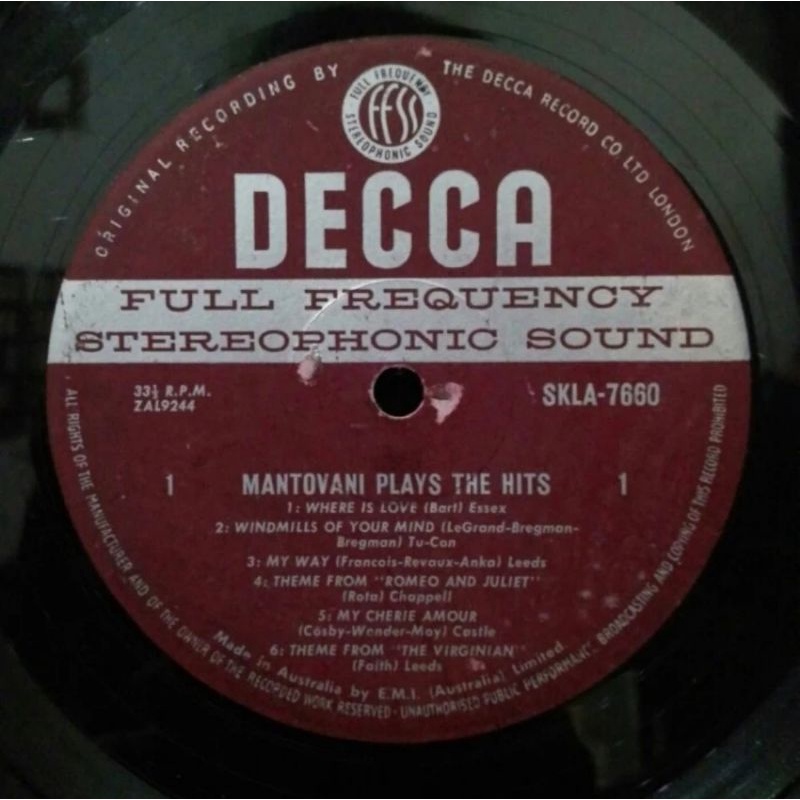 ORIGINAL RECORDING BY THE DECCA RECORD CO LTD LONDON
FULL FREQUENCY
FFSS
STEREOPHONIC SOUND
DECCA
FULL FREQUENCY
STEREOPHONIC SOUND
33⅓ R.P.M.
ZAL9244
SKLA-7660
1 MANTOVANI PLAYS THE HITS 1
1: WHERE IS LOVE (Bart) Essex
2: WINDMILLS OF YOUR MIND (LeGrand-Bregman-
Bregman) Tu-Con
3: MY WAY (Francois-Revaux-Anka) Leeds
4: THEME FROM "ROMEO AND JULIET"
(Rota) Chappell
5: MY CHERIE AMOUR
(Cosby-Wonder-Moy) Castle
6: THEME FROM "THE VIRGINIAN"
(Faith) Leeds
Made in Australia by E.M.I. (Australia) Limited
ALL RIGHTS OF THE MANUFACTURER AND OF THE OWNER OF THE RECORDED WORK RESERVED · UNAUTHORISED PUBLIC PERFORMANCE, BROADCASTING AND COPYING OF THIS RECORD PROHIBITED